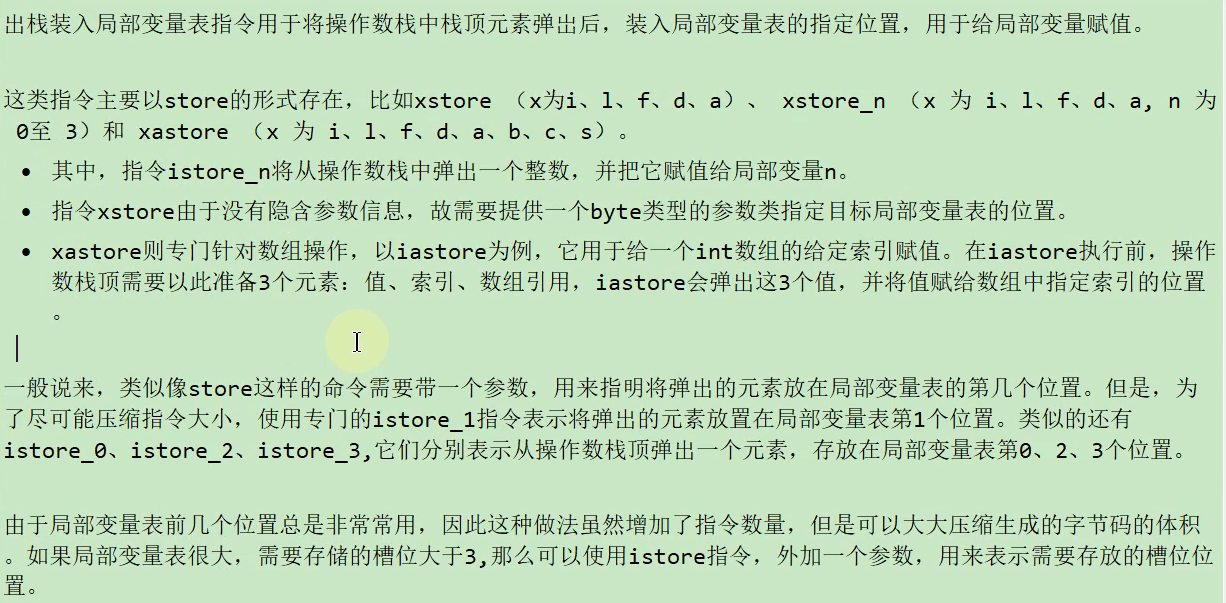 出栈装入局部变量表指令用于将操作数栈中栈顶元素弹出后，装入局部变量表的指定位置，用于给局部变量赋值。
这类指令主要以store的形式存在，比如xstore （x为i、l、f、d、a）、 xstore_n （x 为 i、l、f、d、a, n 为
0至 3）和 xastore （x 为 i、l、f、d、a、b、c、s）。
• 其中，指令istore_n将从操作数栈中弹出一个整数，并把它赋值给局部变量n。
• 指令xstore由于没有隐含参数信息，故需要提供一个byte类型的参数类指定目标局部变量表的位置。
• xastore则专门针对数组操作，以iastore为例，它用于给一个int数组的给定索引赋值。在iastore执行前，操作
数栈顶需要以此准备3个元素：值、索引、数组引用，iastore会弹出这3个值，并将值赋给数组中指定索引的位置
。
一般说来，类似像store这样的命令需要带一个参数，用来指明将弹出的元素放在局部变量表的第几个位置。但是，为
了尽可能压缩指令大小，使用专门的istore_1指令表示将弹出的元素放置在局部变量表第1个位置。类似的还有
istore_0、istore_2、istore_3,它们分别表示从操作数栈顶弹出一个元素，存放在局部变量表第0、2、3个位置。
由于局部变量表前几个位置总是非常常用，因此这种做法虽然增加了指令数量，但是可以大大压缩生成的字节码的体积
。如果局部变量表很大，需要存储的槽位大于3,那么可以使用istore指令，外加一个参数，用来表示需要存放的槽位位
置。